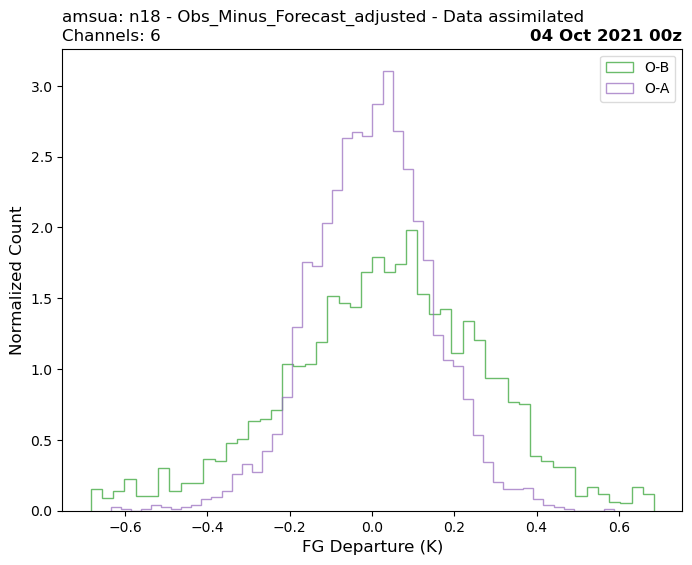 amsua: n18 - Obs_Minus_Forecast_adjusted - Data assimilated
Channels: 6
04 Oct 2021 00z
O-B
O-A
3.0
2.5
2.0
1.5
1.0
0.5
0.0
Normalized Count
−0.6
−0.4
−0.2
0.0
0.2
0.4
0.6
FG Departure (K)